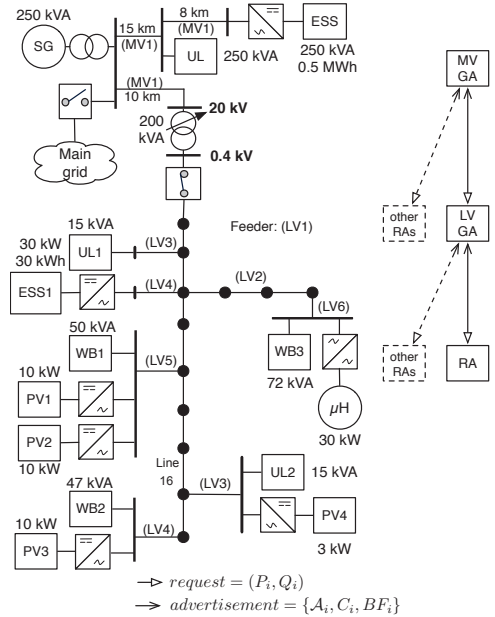 250 kVA
SG
15 km
(MV1)
8 km
(MV1)
ESS
250 kVA
0.5 MWh
UL
250 kVA
(MV1)
10 km
Main
grid
200
kVA
20 kV
0.4 kV
Feeder: (LV1)
15 kVA
UL1
(LV3)
30 kW
30 kWh
ESS1
(LV4)
(LV2)
(LV6)
WB3
72 kVA
μH
30 kW
50 kVA
WB1
(LV5)
10 kW
PV1
PV2
10 kW
Line
16
(LV3)
UL2
15 kVA
PV4
3 kW
47 kVA
WB2
(LV4)
10 kW
PV3
MV
GA
other
RAs
LV
GA
other
RAs
RA
request = (P_i, Q_i)
advertisement = {A_i, C_i, BF_i}